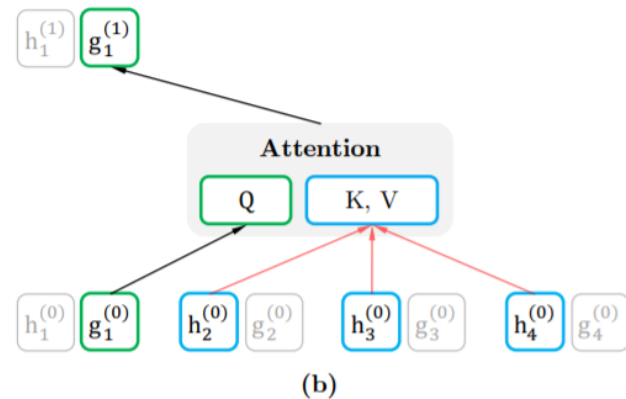 h₁⁽¹⁾ g₁⁽¹⁾
Attention
Q K, V
h₁⁽⁰⁾ g₁⁽⁰⁾ h₂⁽⁰⁾ g₂⁽⁰⁾ h₃⁽⁰⁾ g₃⁽⁰⁾ h₄⁽⁰⁾ g₄⁽⁰⁾
(b)